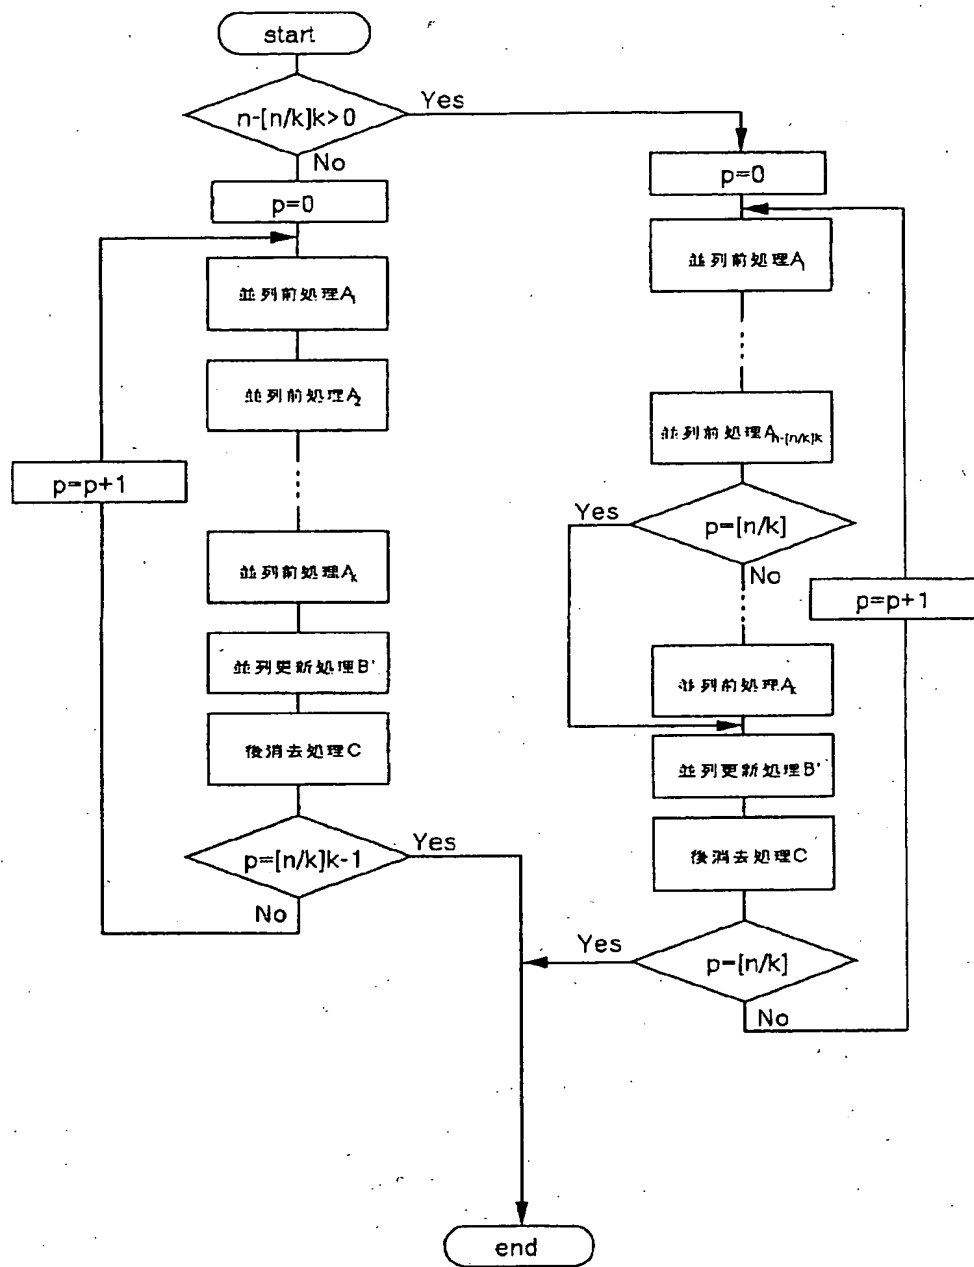 start
n-[n/k]k>0
Yes
No
p=0
並列前処理A₁
並列前処理A₂
並列前処理Aₖ
並列更新処理B'
後消去処理C
p=[n/k]k-1
Yes
No
p=p+1
p=0
並列前処理A₁
並列前処理Aₙ₋[n/k]k
p=[n/k]
Yes
No
並列前処理Aₖ
並列更新処理B'
後消去処理C
p=[n/k]
Yes
No
p=p+1
end